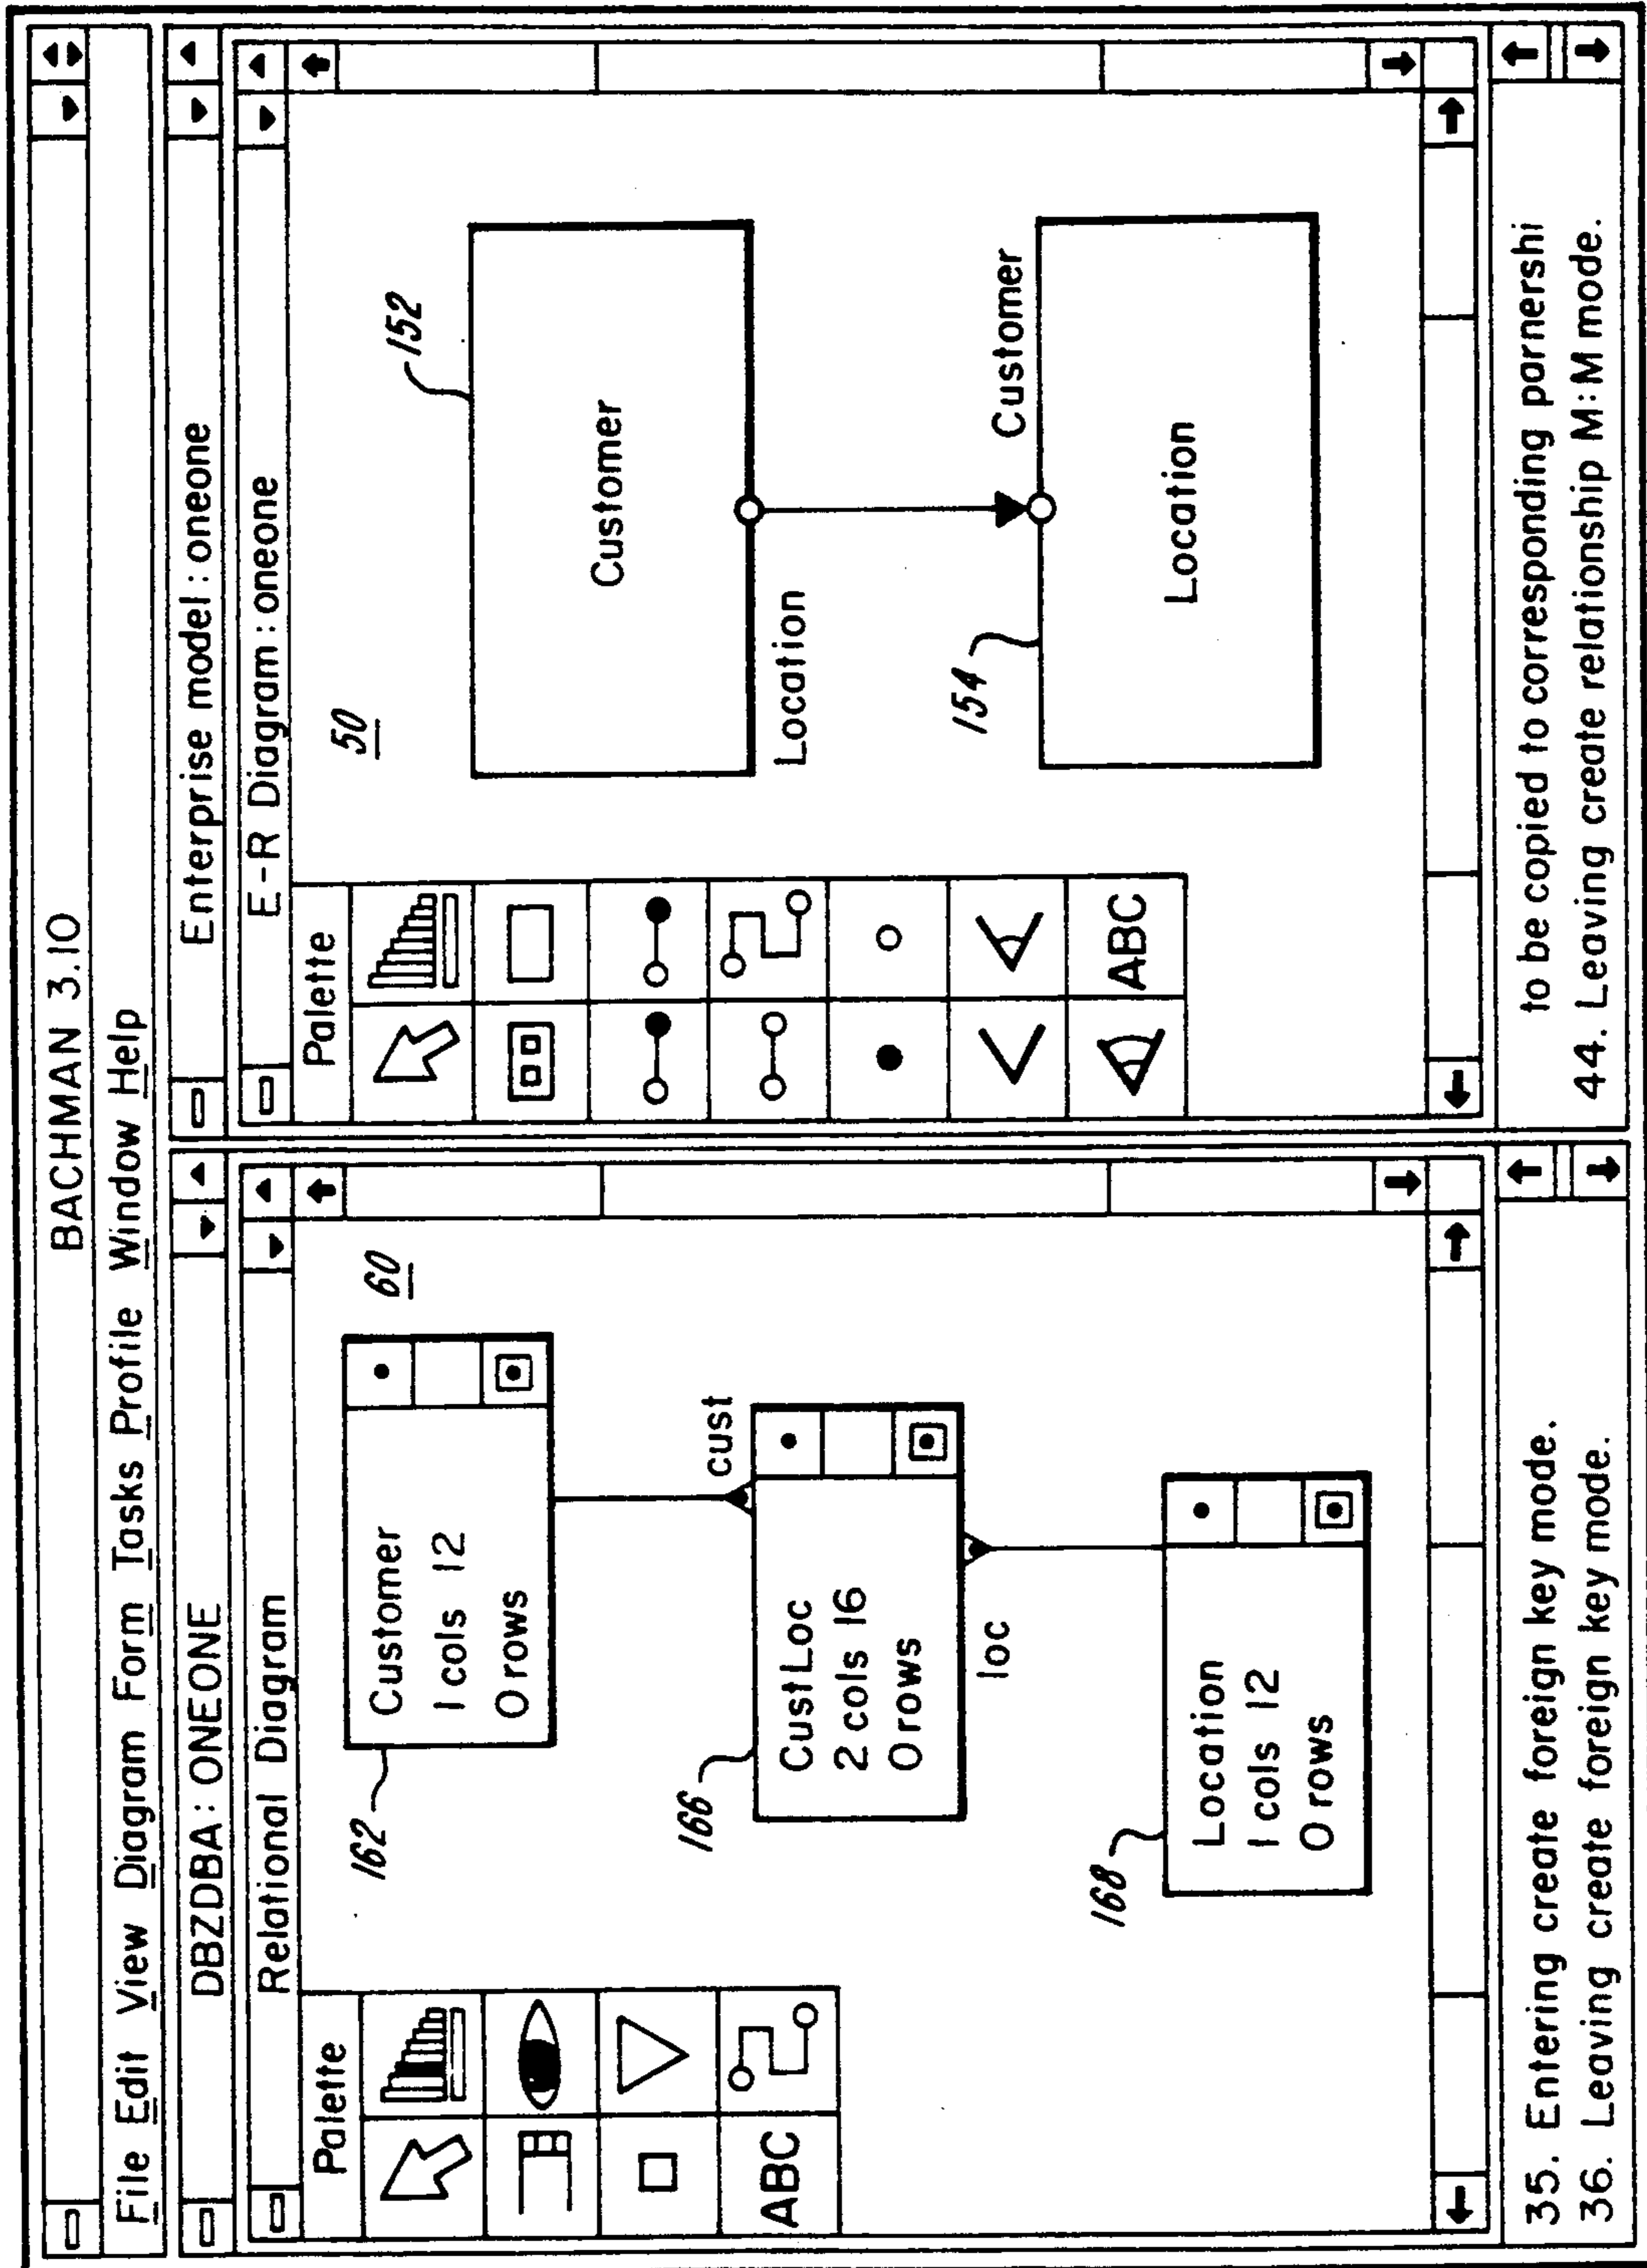 BACHMAN 3.10
File Edit View Diagram Form Tasks Profile Window Help
DBZDBA: ONEONE
Relational Diagram
Palette
ABC
60
162
Customer
1 cols 12
0 rows
cust
166
CustLoc
2 cols 16
0 rows
loc
168
Location
1 cols 12
0 rows
35. Entering create foreign key mode.
36. Leaving create foreign key mode.
Enterprise model: oneone
E-R Diagram: oneone
Palette
ABC
50
152
Customer
Location
Customer
154
Location
to be copied to corresponding parnershi
44. Leaving create relationship M:M mode.